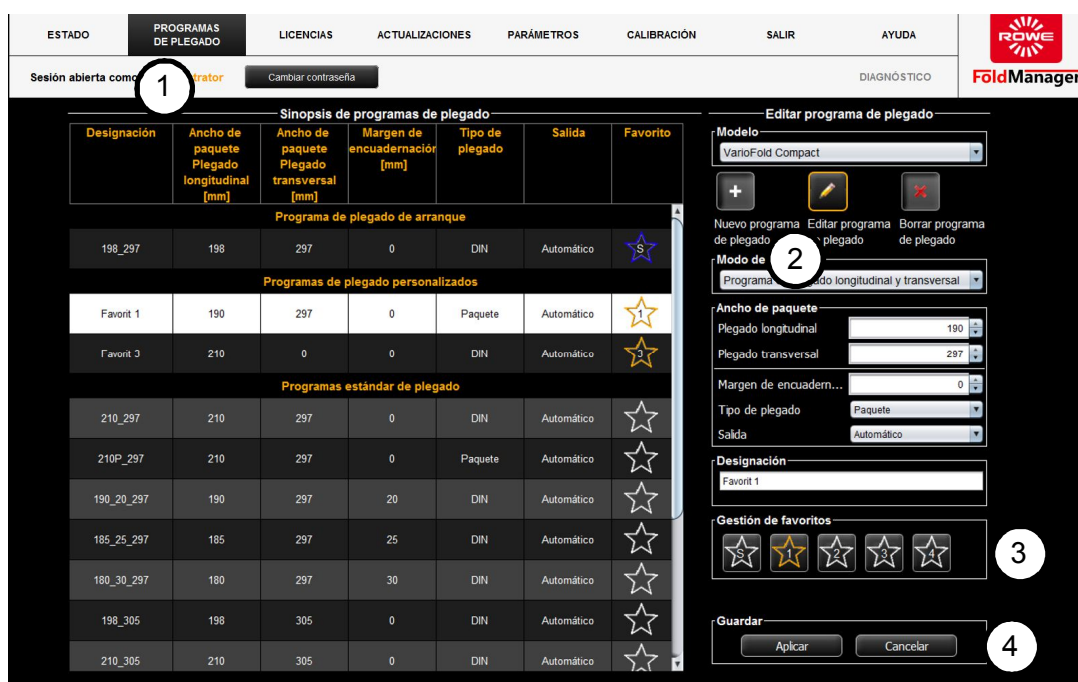 ESTADO
PROGRAMAS
DE PLEGADO
LICENCIAS
ACTUALIZACIONES
PARÁMETROS
CALIBRACIÓN
SALIR
AYUDA
ROWE
FoldManager
Sesión abierta como
trator
1
Cambiar contraseña
DIAGNÓSTICO
Sinopsis de programas de plegado
Designación
Ancho de
paquete
Plegado
longitudinal
[mm]
Ancho de
paquete
Plegado
transversal
[mm]
Margen de
encuadernación
[mm]
Tipo de
plegado
Salida
Favorito
Programa de plegado de arranque
198_297 198 297 0 DIN Automático S
Programas de plegado personalizados
Favorit 1 190 297 0 Paquete Automático 1
Favorit 3 210 0 0 DIN Automático 3
Programas estándar de plegado
210_297 210 297 0 DIN Automático
210P_297 210 297 0 Paquete Automático
190_20_297 190 297 20 DIN Automático
185_25_297 185 297 25 DIN Automático
180_30_297 180 297 30 DIN Automático
198_305 198 305 0 DIN Automático
210_305 210 305 0 DIN Automático
Editar programa de plegado
Modelo
VarioFold Compact
Nuevo programa
de plegado
Editar programa
plegado
Borrar programa
de plegado
2
Modo de
Programa do longitudinal y transversal
Ancho de paquete
Plegado longitudinal 190
Plegado transversal 297
Margen de encuadern... 0
Tipo de plegado Paquete
Salida Automático
Designación
Favorit 1
Gestión de favoritos
S 1 2 3 4
3
Guardar
Aplicar Cancelar
4